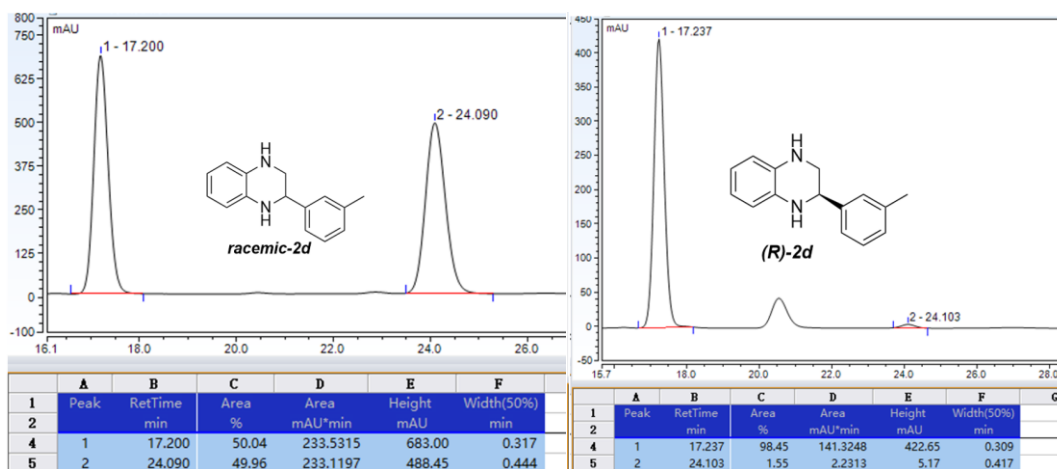 800
mAU
1 - 17.200
625
2 - 24.090
500
375
250
125
0
-100
16.1 18.0 20.0 22.0 24.0 26.0
H
N
N
H
racemic-2d
A B C D E F
1 Peak RetTime Area Area Height Width(50%)
2 min % mAU*min mAU min
4 1 17.200 50.04 233.5315 683.00 0.317
5 2 24.090 49.96 233.1197 488.45 0.444
450
mAU
1 - 17.237
400
350
300
250
200
150
100
50
2 - 24.103
0
-50
15.7 18.0 20.0 22.0 24.0 26.0 28.0
H
N
N
H
(R)-2d
A B C D E F G
1 Peak RetTime Area Area Height Width(50%)
2 min % mAU*min mAU min
4 1 17.237 98.45 141.3248 422.65 0.309
5 2 24.103 1.55 2.2313 5.17 0.417